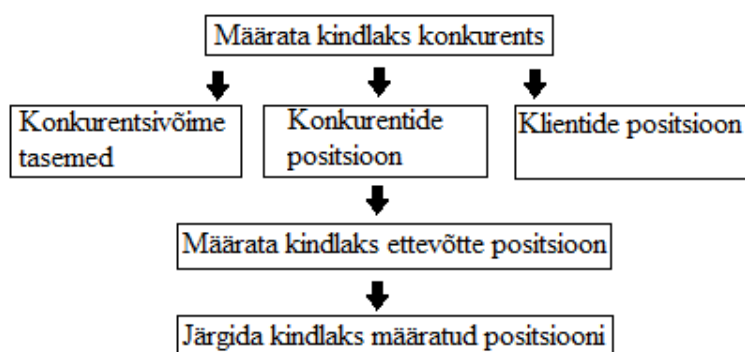 Määrata kindlaks konkurents
Konkurentsivõime
tasemed
Konkurentide
positsioon
Klientide positsioon
Määrata kindlaks ettevõtte positsioon
Järgida kindlaks määratud positsiooni